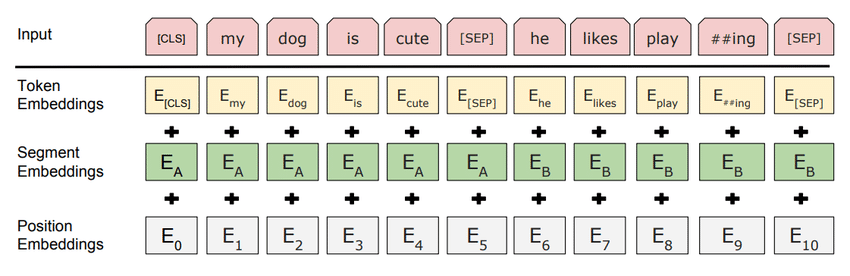 Input [CLS] my dog is cute [SEP] he likes play ##ing [SEP]
Token Embeddings E[CLS] Emy Edog Eis Ecute E[SEP] Ehe Elikes Eplay E##ing E[SEP]
+ + + + + + + + + + +
Segment Embeddings EA EA EA EA EA EA EB EB EB EB EB
+ + + + + + + + + + +
Position Embeddings E0 E1 E2 E3 E4 E5 E6 E7 E8 E9 E10